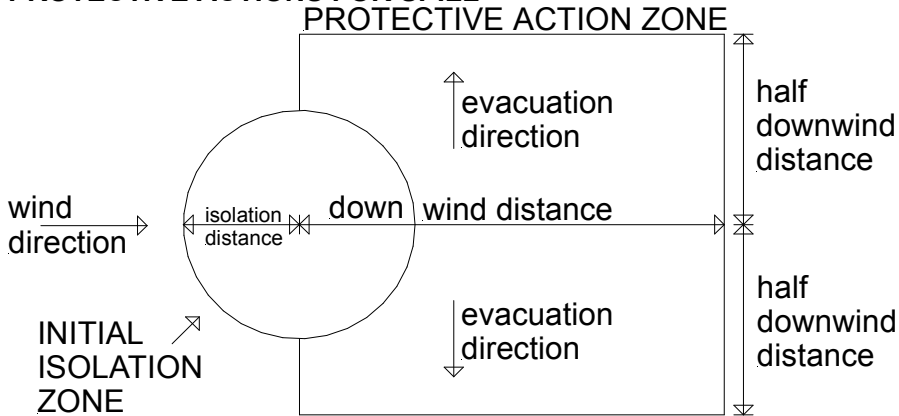 PROTECTIVE ACTION ZONE
evacuation
direction
half
downwind
distance
wind
direction
isolation
distance
down wind distance
evacuation
direction
half
downwind
distance
INITIAL
ISOLATION
ZONE